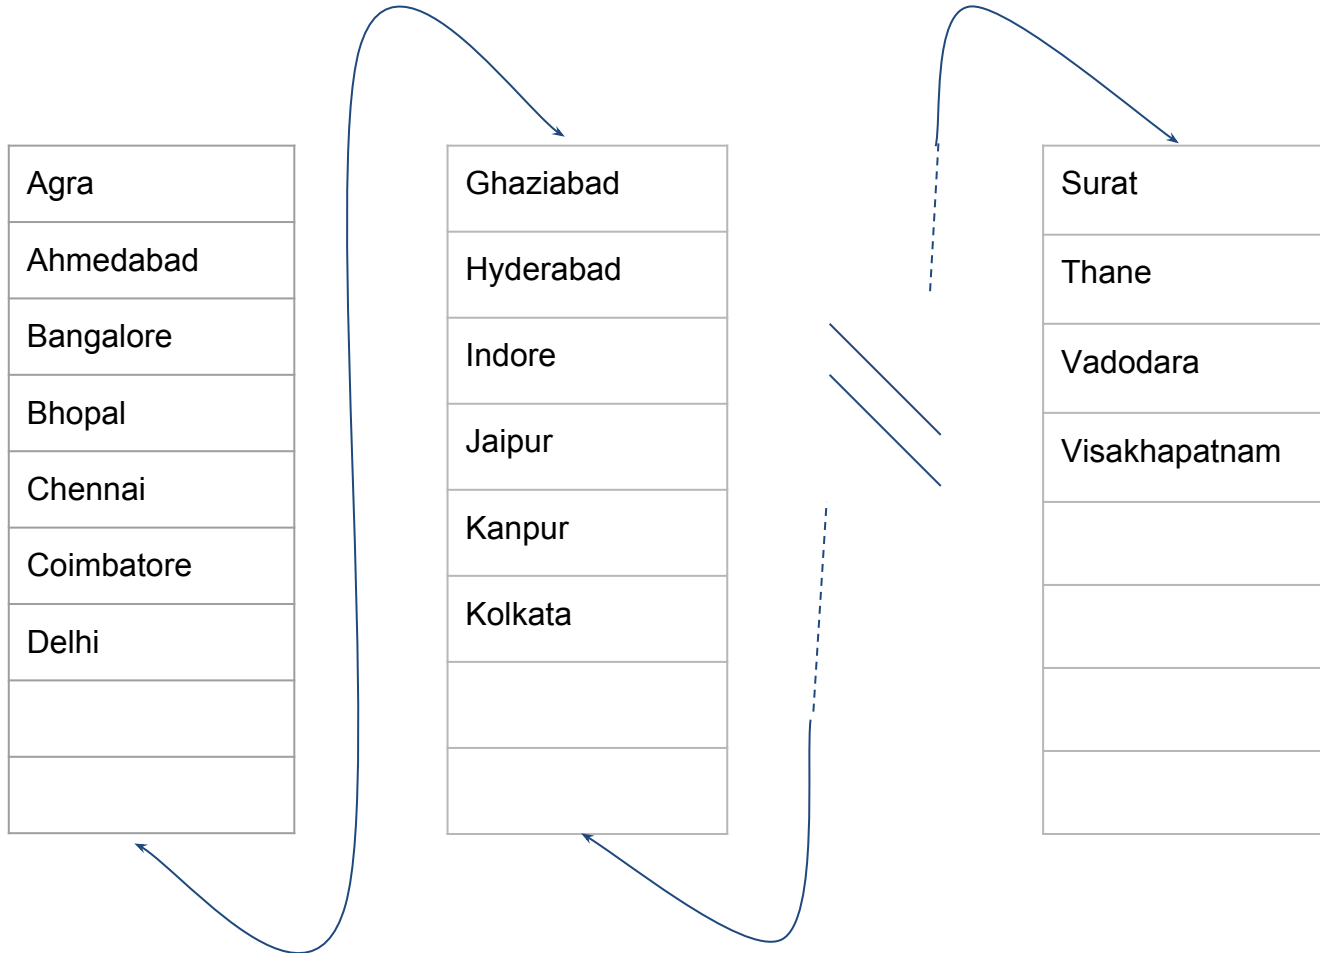 Agra
Ahmedabad
Bangalore
Bhopal
Chennai
Coimbatore
Delhi
Ghaziabad
Hyderabad
Indore
Jaipur
Kanpur
Kolkata
Surat
Thane
Vadodara
Visakhapatnam